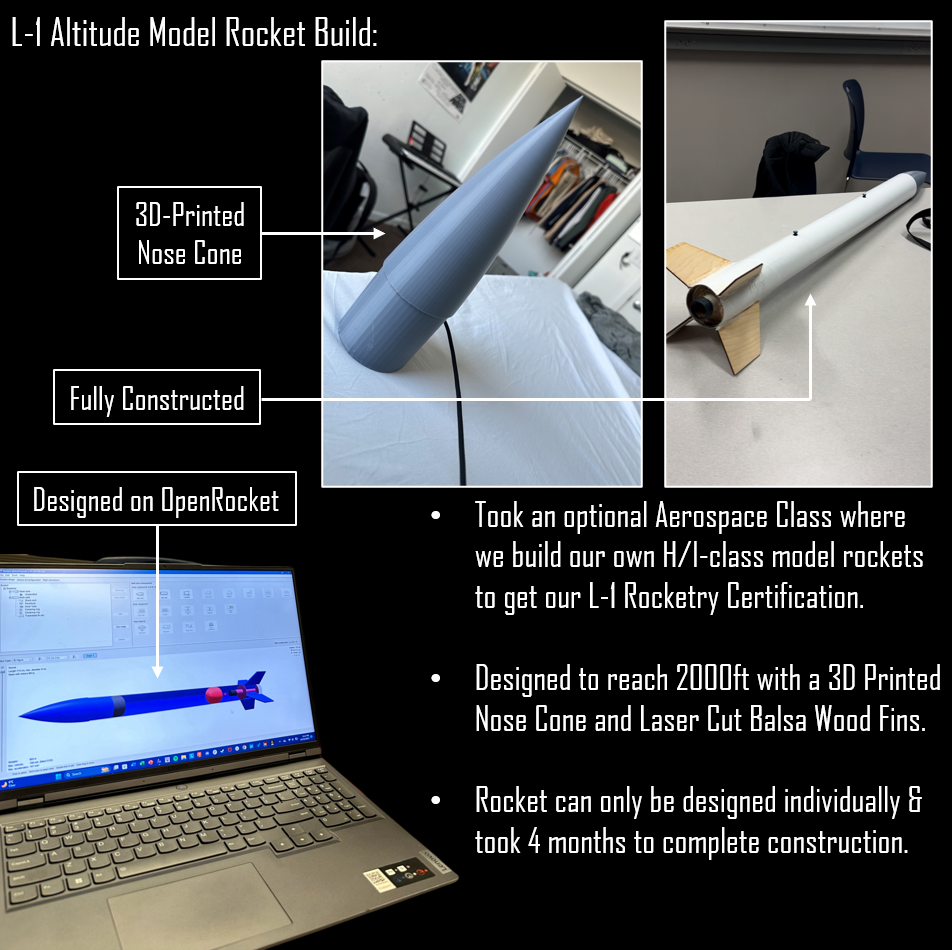 L-1 Altitude Model Rocket Build:
3D-Printed
Nose Cone
Fully Constructed
Designed on OpenRocket
• Took an optional Aerospace Class where
we build our own H/I-class model rockets
to get our L-1 Rocketry Certification.
• Designed to reach 2000ft with a 3D Printed
Nose Cone and Laser Cut Balsa Wood Fins.
• Rocket can only be designed individually &
took 4 months to complete construction.
Search
Lenovo